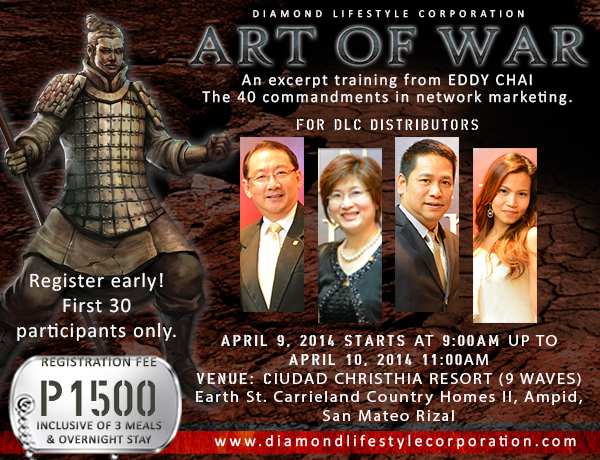 DIAMOND LIFESTYLE CORPORATION
ART OF WAR
An excerpt training from EDDY CHAI
The 40 commandments in network marketing.
FOR DLC DISTRIBUTORS
Register early!
First 30
participants only.
REGISTRATION FEE
P 1500
INCLUSIVE OF 3 MEALS
& OVERNIGHT STAY
APRIL 9, 2014 STARTS AT 9:00AM UP TO
APRIL 10, 2014 11:00AM
VENUE: CIUDAD CHRISTHIA RESORT (9 WAVES)
Earth St. Carrieland Country Homes II, Ampid,
San Mateo Rizal
www.diamondlifestylecorporation.com